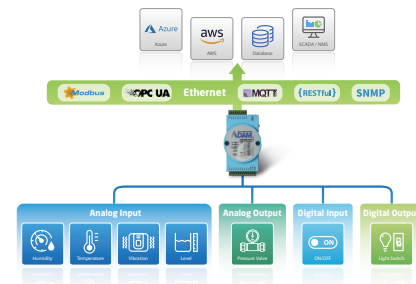 Azure
Azure
aws
AWS
Database
SCADA / NMS
Modbus
OPC UA
Ethernet
MQTT
{RESTful}
SNMP
ADAM
Analog Input
Analog Output
Digital Input
Digital Output
ON
Humidity
Temperature
Vibration
Level
Pressure Valve
ON/OFF
Light Switch